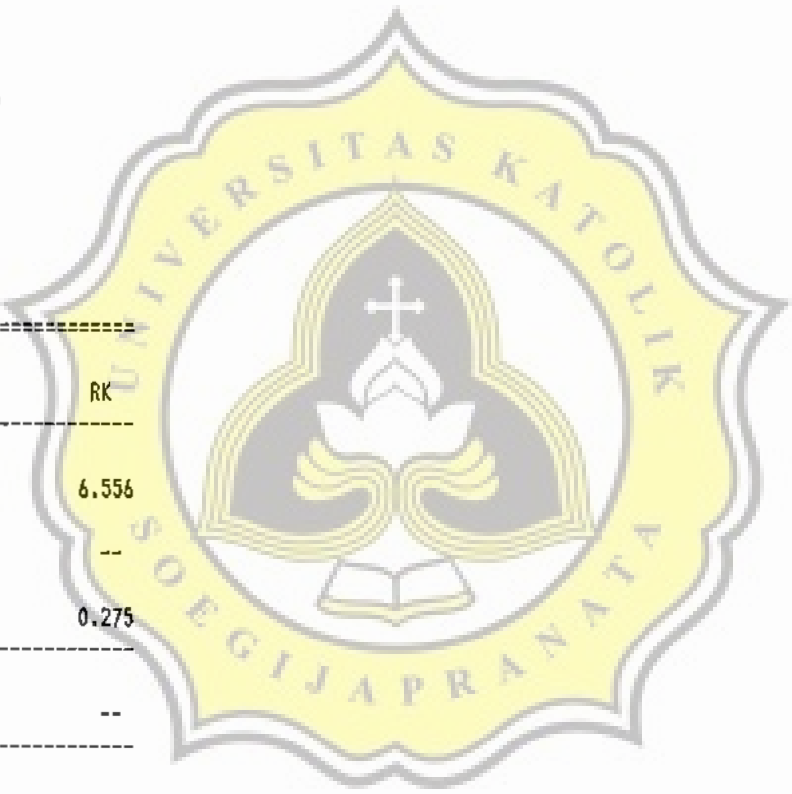 UNIVERSITAS KATOLIK
SOEGIJAPRANATA
RK
6.556
--
0.275
--